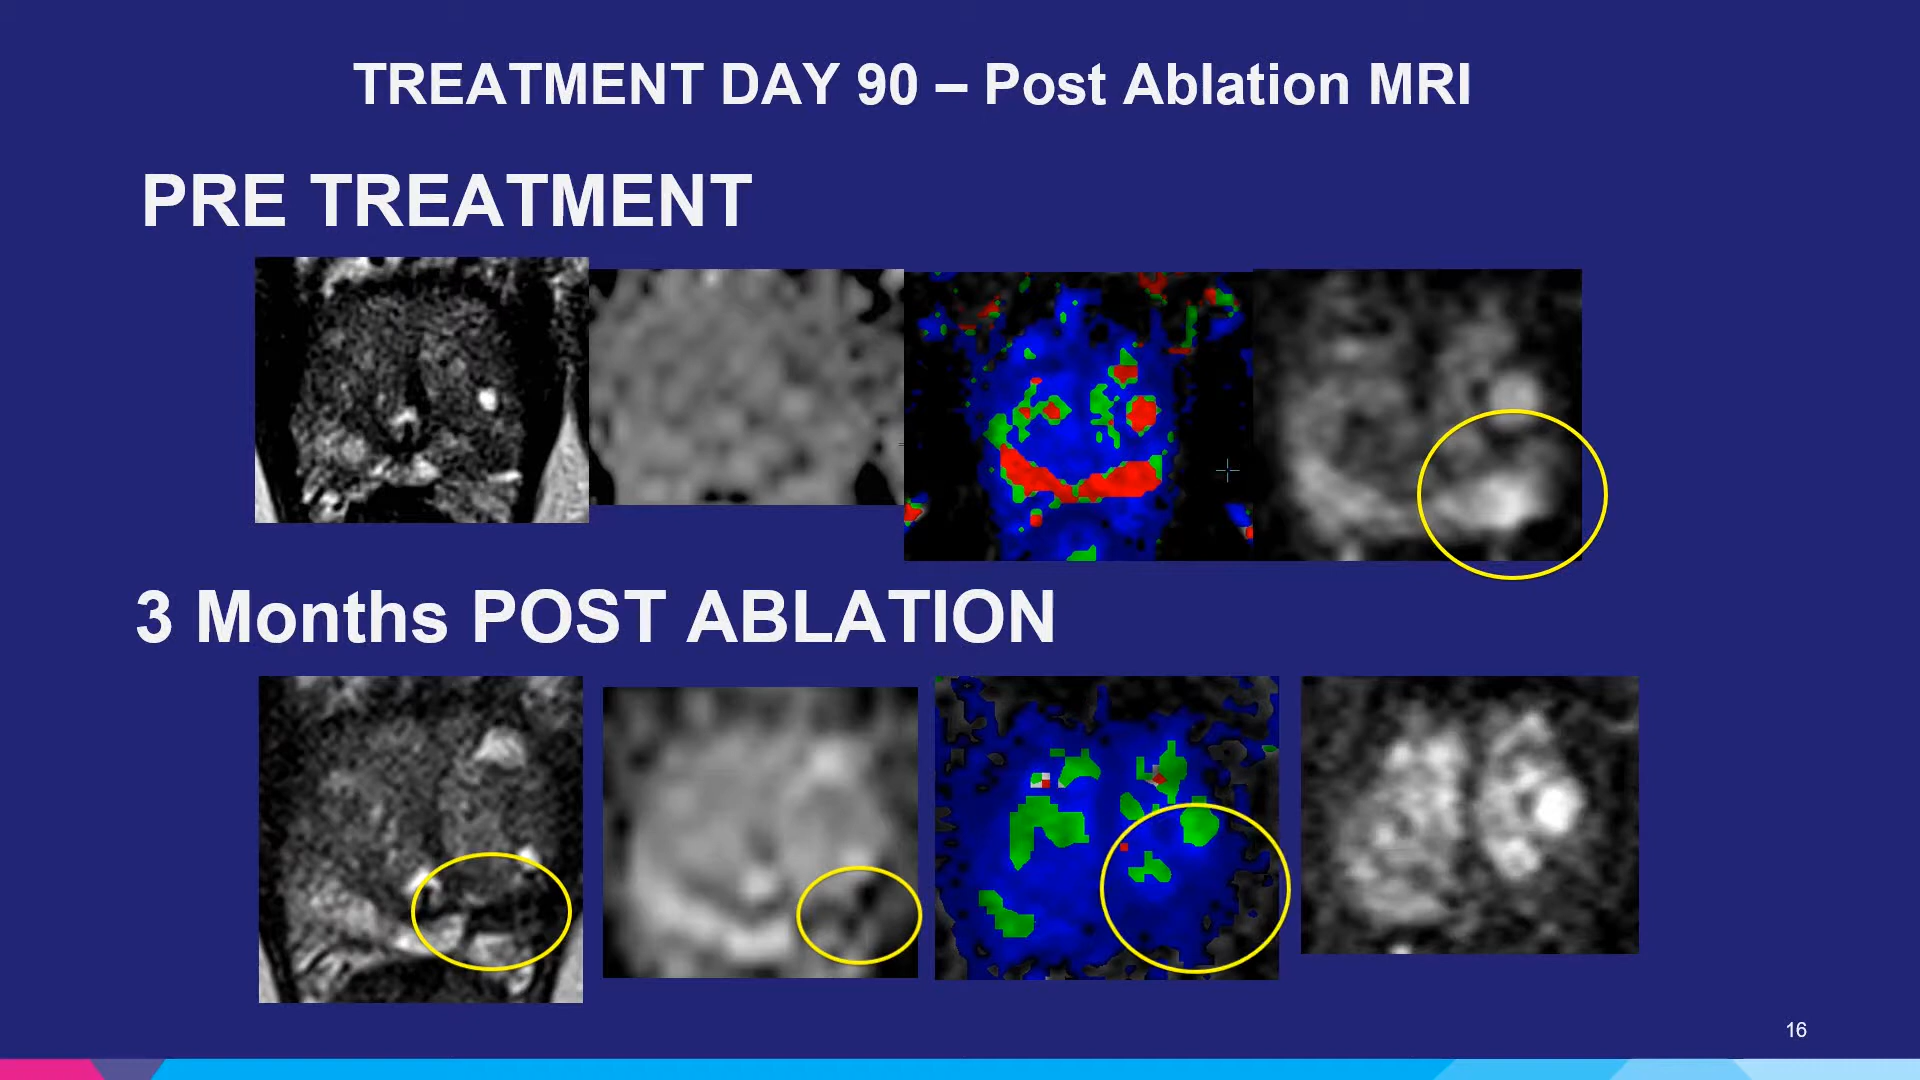 TREATMENT DAY 90 – Post Ablation MRI
PRE TREATMENT
3 Months POST ABLATION
16